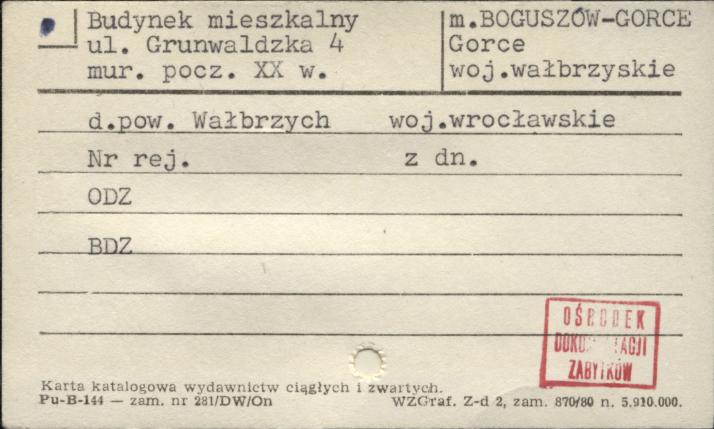 Budynek mieszkalny
ul. Grunwaldzka 4
mur. pocz. XX w.
m.BOGUSZÓW-GORCE
Gorce
woj.wałbrzyskie
d.pow. Wałbrzych woj.wrocławskie
Nr rej. z dn.
ODZ
BDZ
OŚRODEK
ZABYTKÓW
Karta katalogowa wydawnictw ciągłych i zwartych.
Pu-B-144 — zam. nr 281/DW/On WZGraf. Z-d 2, zam. 870/80 n. 5.910.000.